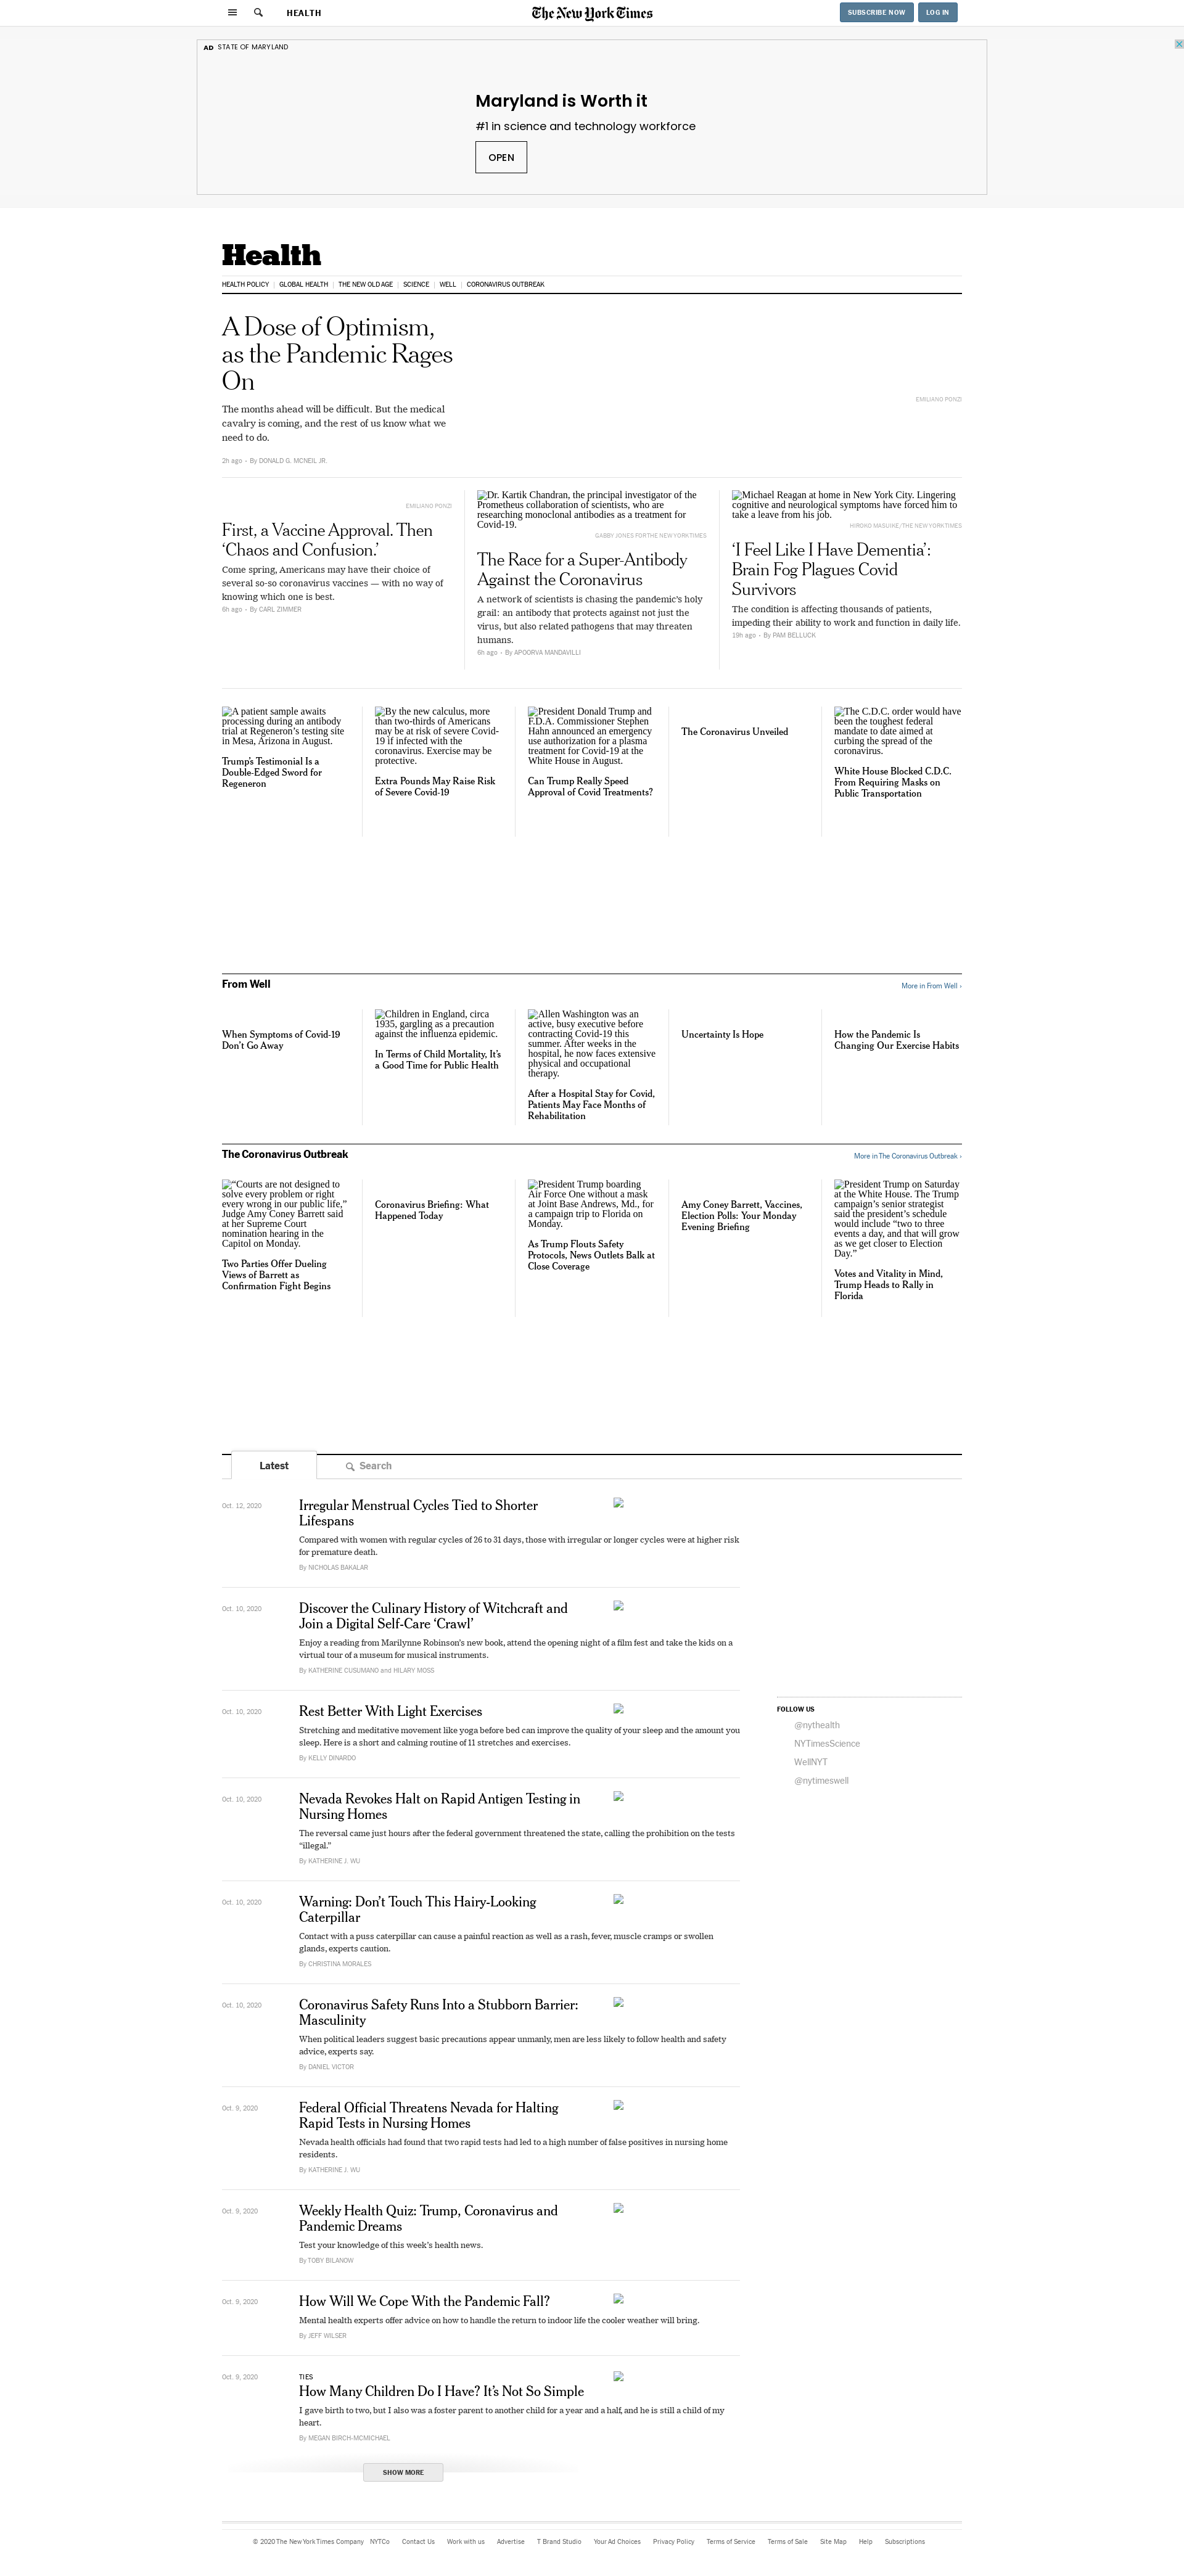 HEALTH
The New York Times
SUBSCRIBE NOW
LOG IN
AD STATE OF MARYLAND
Maryland is Worth it
#1 in science and technology workforce
OPEN
Health
HEALTH POLICY
GLOBAL HEALTH
THE NEW OLD AGE
SCIENCE
WELL
CORONAVIRUS OUTBREAK
A Dose of Optimism,
as the Pandemic Rages
On
The months ahead will be difficult. But the medical
cavalry is coming, and the rest of us know what we
need to do.
2h ago • By DONALD G. MCNEIL JR.
EMILIANO PONZI
EMILIANO PONZI
First, a Vaccine Approval. Then
‘Chaos and Confusion.’
Come spring, Americans may have their choice of
several so-so coronavirus vaccines — with no way of
knowing which one is best.
6h ago • By CARL ZIMMER
Dr. Kartik Chandran, the principal investigator of the
Prometheus collaboration of scientists, who are
researching monoclonal antibodies as a treatment for
Covid-19.
GABBY JONES FOR THE NEW YORK TIMES
The Race for a Super-Antibody
Against the Coronavirus
A network of scientists is chasing the pandemic’s holy
grail: an antibody that protects against not just the
virus, but also related pathogens that may threaten
humans.
6h ago • By APOORVA MANDAVILLI
Michael Reagan at home in New York City. Lingering
cognitive and neurological symptoms have forced him to
take a leave from his job.
HIROKO MASUIKE/THE NEW YORK TIMES
‘I Feel Like I Have Dementia’:
Brain Fog Plagues Covid
Survivors
The condition is affecting thousands of patients,
impeding their ability to work and function in daily life.
19h ago • By PAM BELLUCK
A patient sample awaits
processing during an antibody
trial at Regeneron’s testing site
in Mesa, Arizona in August.
Trump’s Testimonial Is a
Double-Edged Sword for
Regeneron
By the new calculus, more
than two-thirds of Americans
may be at risk of severe Covid-
19 if infected with the
coronavirus. Exercise may be
protective.
Extra Pounds May Raise Risk
of Severe Covid-19
President Donald Trump and
F.D.A. Commissioner Stephen
Hahn announced an emergency
use authorization for a plasma
treatment for Covid-19 at the
White House in August.
Can Trump Really Speed
Approval of Covid Treatments?
The Coronavirus Unveiled
The C.D.C. order would have
been the toughest federal
mandate to date aimed at
curbing the spread of the
coronavirus.
White House Blocked C.D.C.
From Requiring Masks on
Public Transportation
From Well
More in From Well ›
When Symptoms of Covid-19
Don’t Go Away
Children in England, circa
1935, gargling as a precaution
against the influenza epidemic.
In Terms of Child Mortality, It’s
a Good Time for Public Health
Allen Washington was an
active, busy executive before
contracting Covid-19 this
summer. After weeks in the
hospital, he now faces extensive
physical and occupational
therapy.
After a Hospital Stay for Covid,
Patients May Face Months of
Rehabilitation
Uncertainty Is Hope
How the Pandemic Is
Changing Our Exercise Habits
The Coronavirus Outbreak
More in The Coronavirus Outbreak ›
“Courts are not designed to
solve every problem or right
every wrong in our public life,”
Judge Amy Coney Barrett said
at her Supreme Court
nomination hearing in the
Capitol on Monday.
Two Parties Offer Dueling
Views of Barrett as
Confirmation Fight Begins
Coronavirus Briefing: What
Happened Today
President Trump boarding
Air Force One without a mask
at Joint Base Andrews, Md., for
a campaign trip to Florida on
Monday.
As Trump Flouts Safety
Protocols, News Outlets Balk at
Close Coverage
Amy Coney Barrett, Vaccines,
Election Polls: Your Monday
Evening Briefing
President Trump on Saturday
at the White House. The Trump
campaign’s senior strategist
said the president’s schedule
would include “two to three
events a day, and that will grow
as we get closer to Election
Day.”
Votes and Vitality in Mind,
Trump Heads to Rally in
Florida
Latest
Search
Oct. 12, 2020
Irregular Menstrual Cycles Tied to Shorter
Lifespans
Compared with women with regular cycles of 26 to 31 days, those with irregular or longer cycles were at higher risk
for premature death.
By NICHOLAS BAKALAR
Oct. 10, 2020
Discover the Culinary History of Witchcraft and
Join a Digital Self-Care ‘Crawl’
Enjoy a reading from Marilynne Robinson’s new book, attend the opening night of a film fest and take the kids on a
virtual tour of a museum for musical instruments.
By KATHERINE CUSUMANO and HILARY MOSS
Oct. 10, 2020
Rest Better With Light Exercises
Stretching and meditative movement like yoga before bed can improve the quality of your sleep and the amount you
sleep. Here is a short and calming routine of 11 stretches and exercises.
By KELLY DINARDO
Oct. 10, 2020
Nevada Revokes Halt on Rapid Antigen Testing in
Nursing Homes
The reversal came just hours after the federal government threatened the state, calling the prohibition on the tests
“illegal.”
By KATHERINE J. WU
Oct. 10, 2020
Warning: Don’t Touch This Hairy-Looking
Caterpillar
Contact with a puss caterpillar can cause a painful reaction as well as a rash, fever, muscle cramps or swollen
glands, experts caution.
By CHRISTINA MORALES
Oct. 10, 2020
Coronavirus Safety Runs Into a Stubborn Barrier:
Masculinity
When political leaders suggest basic precautions appear unmanly, men are less likely to follow health and safety
advice, experts say.
By DANIEL VICTOR
Oct. 9, 2020
Federal Official Threatens Nevada for Halting
Rapid Tests in Nursing Homes
Nevada health officials had found that two rapid tests had led to a high number of false positives in nursing home
residents.
By KATHERINE J. WU
Oct. 9, 2020
Weekly Health Quiz: Trump, Coronavirus and
Pandemic Dreams
Test your knowledge of this week’s health news.
By TOBY BILANOW
Oct. 9, 2020
How Will We Cope With the Pandemic Fall?
Mental health experts offer advice on how to handle the return to indoor life the cooler weather will bring.
By JEFF WILSER
Oct. 9, 2020
TIES
How Many Children Do I Have? It’s Not So Simple
I gave birth to two, but I also was a foster parent to another child for a year and a half, and he is still a child of my
heart.
By MEGAN BIRCH-MCMICHAEL
SHOW MORE
FOLLOW US
@nythealth
NYTimesScience
WellNYT
@nytimeswell
© 2020 The New York Times Company NYTCo Contact Us Work with us Advertise T Brand Studio Your Ad Choices Privacy Policy Terms of Service Terms of Sale Site Map Help Subscriptions